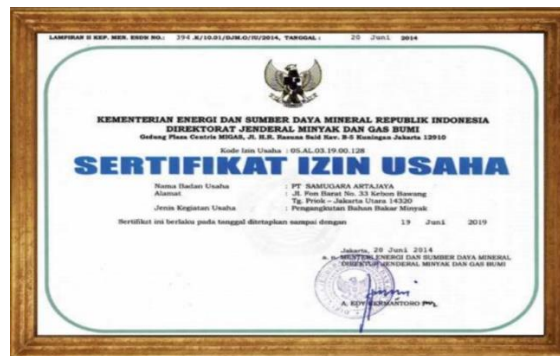 LAMPIRAN II KEP. MEN. ESDM NO.: 394.K/10.01/DJM.O/IU/2014, TANGGAL : 20 Juni 2014
KEMENTERIAN ENERGI DAN SUMBER DAYA MINERAL REPUBLIK INDONESIA
DIREKTORAT JENDERAL MINYAK DAN GAS BUMI
Gedung Plaza Centris MIGAS, Jl. H.R. Rasuna Said Kav. B-5 Kuningan Jakarta 12910
Kode Izin Usaha : 05.AL.03.19.00.128
SERTIFIKAT IZIN USAHA
Nama Badan Usaha : PT SAMUGARA ARTAJAYA
Alamat : Jl. Fon Barat No. 33 Kebon Bawang
Tg. Priok – Jakarta Utara 14320
Jenis Kegiatan Usaha : Pengangkutan Bahan Bakar Minyak
Sertifikat ini berlaku pada tanggal ditetapkan sampai dengan 19 Juni 2019
Jakarta, 20 Juni 2014
a. n. MENTERI ENERGI DAN SUMBER DAYA MINERAL
DIREKTUR JENDERAL MINYAK DAN GAS BUMI
A. EDY HERMANTORO